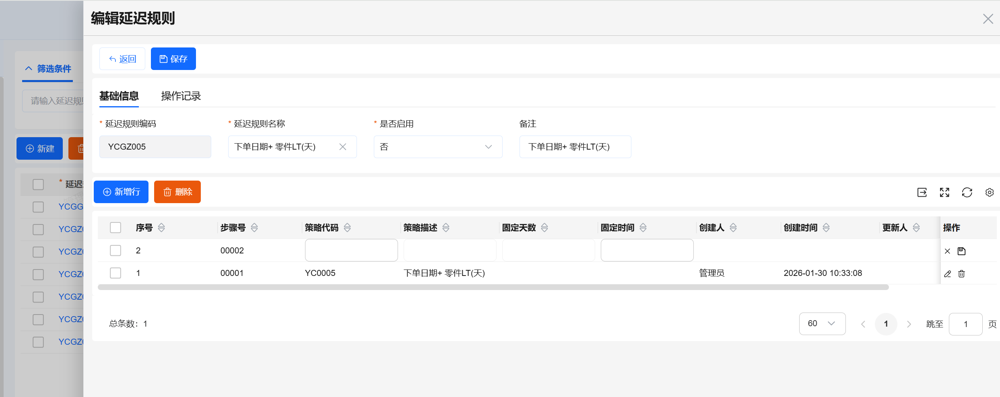 编辑延迟规则
返回
保存
筛选条件
基础信息
操作记录
* 延迟规则编码
* 延迟规则名称
* 是否启用
备注
请输入延迟规
YCGZ005
下单日期+ 零件LT(天)
否
下单日期+ 零件LT(天)
新建
新增行
删除
* 延迟
序号
步骤号
策略代码
策略描述
固定天数
固定时间
创建人
创建时间
更新人
操作
管理
YCGG
YCGZ
YCGZ
YCGZ
YCGZ
YCGZ
YCGZ
2
00002
1
00001
YC0005
下单日期+ 零件LT(天)
管理员
2026-01-30 10:33:08
总条数：1
60
1
跳至
1
页